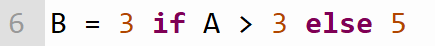 6 B = 3 if A > 3 else 5